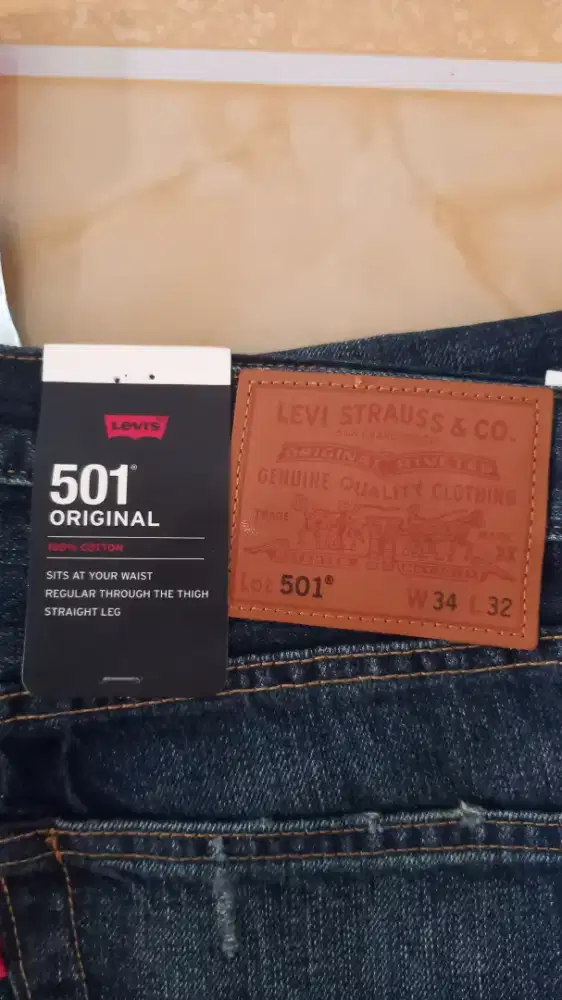 Levi's
501®
ORIGINAL
100% COTTON
SITS AT YOUR WAIST
REGULAR THROUGH THE THIGH
STRAIGHT LEG
LEVI STRAUSS & CO.
ORIGINAL RIVETED
GENUINE QUALITY CLOTHING
TRADE
Lot 501® W 34 L 32